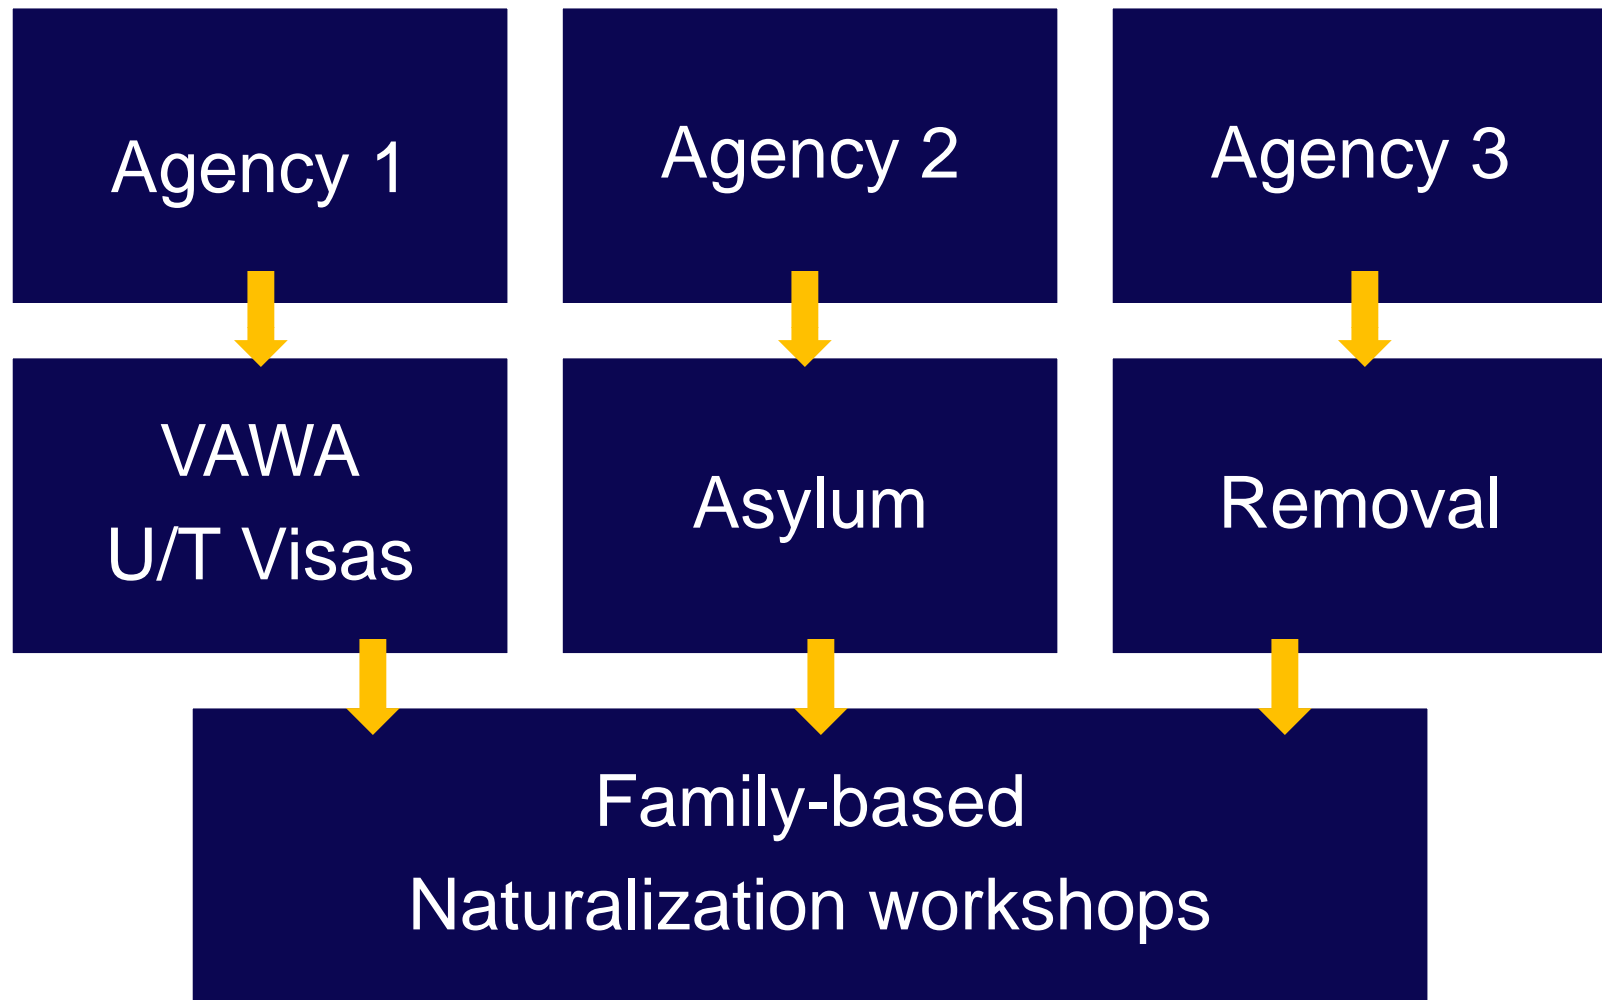 Agency 1
Agency 2
Agency 3
VAWA
U/T Visas
Asylum
Removal
Family-based
Naturalization workshops